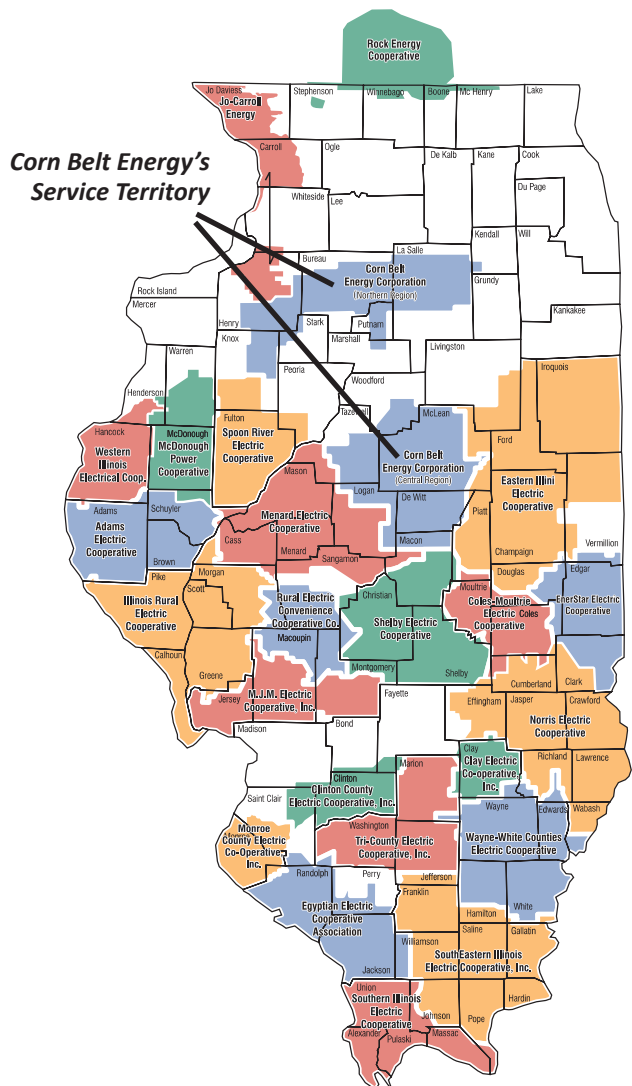 Rock Energy
Cooperative
Jo Daviess
Stephenson
Winnebago
Boone
Mc Henry
Lake
Jo-Carroll
Energy
Carroll
Ogle
De Kalb
Kane
Cook
Corn Belt Energy's
Service Territory
Du Page
Whiteside
Lee
Kendall
Will
La Salle
Bureau
Corn Belt
Energy Corporation
(Northern Region)
Grundy
Rock Island
Mercer
Kankakee
Henry
Stark
Putnam
Knox
Marshall
Livingston
Warren
Peoria
Iroquois
Woodford
Henderson
Tazewell
McLean
Fulton
Hancock
McDonough
Spoon River
Electric
Cooperative
McDonough
Power
Cooperative
Western
Illinois
Electrical Coop.
Ford
Corn Belt
Energy Corporation
(Central Region)
Mason
Eastern Illini
Electric
Cooperative
Logan
De Witt
Adams
Schuyler
Piatt
Menard Electric
Cooperative
Adams
Electric
Cooperative
Macon
Cass
Vermillion
Brown
Menard
Sangamon
Champaign
Edgar
Pike
Morgan
Douglas
Moultrie
EnerStar Electric
Cooperative
Scott
Christian
Illinois Rural
Electric
Cooperative
Rural Electric
Convenience
Cooperative Co.
Coles-Moultrie
Electric
Cooperative
Coles
Shelby Electric
Cooperative
Macoupin
Calhoun
Greene
Montgomery
Shelby
Cumberland
Clark
Fayette
M.J.M. Electric
Cooperative, Inc.
Jersey
Effingham
Jasper
Crawford
Bond
Madison
Norris Electric
Cooperative
Clay
Clay Electric
Co-operative,
Inc.
Marion
Richland
Lawrence
Clinton
Clinton County
Electric Cooperative, Inc.
Saint Clair
Wayne
Edwards
Wabash
Washington
Monroe
Monroe
County Electric
Co-Operative
Inc.
Tri-County Electric
Cooperative, Inc.
Wayne-White Counties
Electric Cooperative
Randolph
Perry
Jefferson
Franklin
Egyptian Electric
Cooperative
Association
White
Hamilton
Saline
Gallatin
Williamson
SouthEastern Illinois
Electric Cooperative, Inc.
Jackson
Union
Southern Illinois
Electric
Cooperative
Hardin
Johnson
Pope
Alexander
Pulaski
Massac